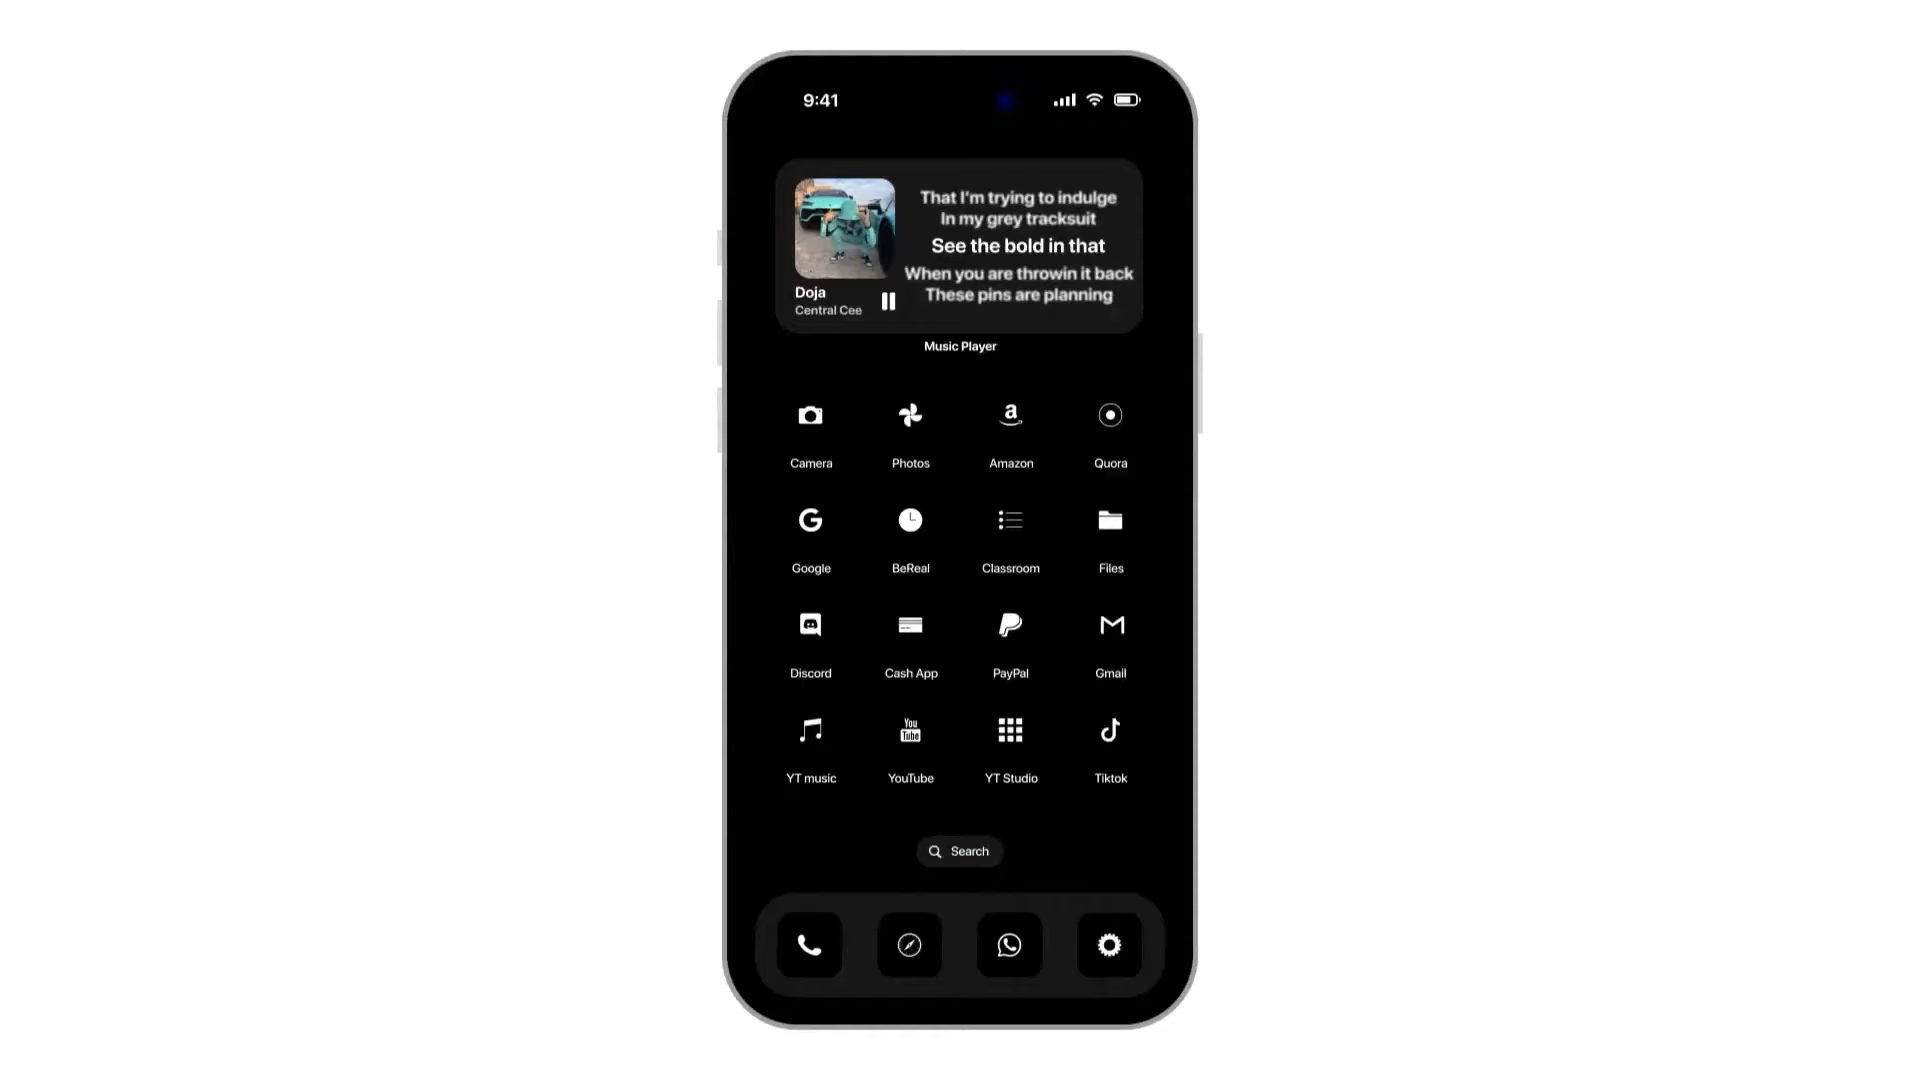 9:41
That I'm trying to indulge
In my grey tracksuit
See the bold in that
When you are throwin it back
These pins are planning
Doja
Central Cee
Music Player
a
Camera Photos Amazon Quora
G
Google BeReal Classroom Files
Discord Cash App PayPal Gmail
You
Tube
YT music YouTube YT Studio Tiktok
Search